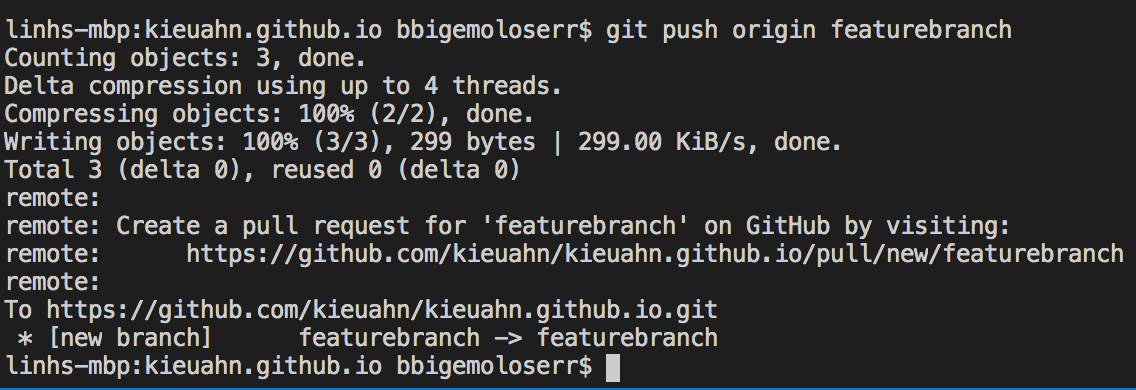 linhs-mbp:kieuahn.github.io bbigemoloserr$ git push origin featurebranch
Counting objects: 3, done.
Delta compression using up to 4 threads.
Compressing objects: 100% (2/2), done.
Writing objects: 100% (3/3), 299 bytes | 299.00 KiB/s, done.
Total 3 (delta 0), reused 0 (delta 0)
remote:
remote: Create a pull request for 'featurebranch' on GitHub by visiting:
remote:      https://github.com/kieuahn/kieuahn.github.io/pull/new/featurebranch
remote:
To https://github.com/kieuahn/kieuahn.github.io.git
 * [new branch]      featurebranch -> featurebranch
linhs-mbp:kieuahn.github.io bbigemoloserr$